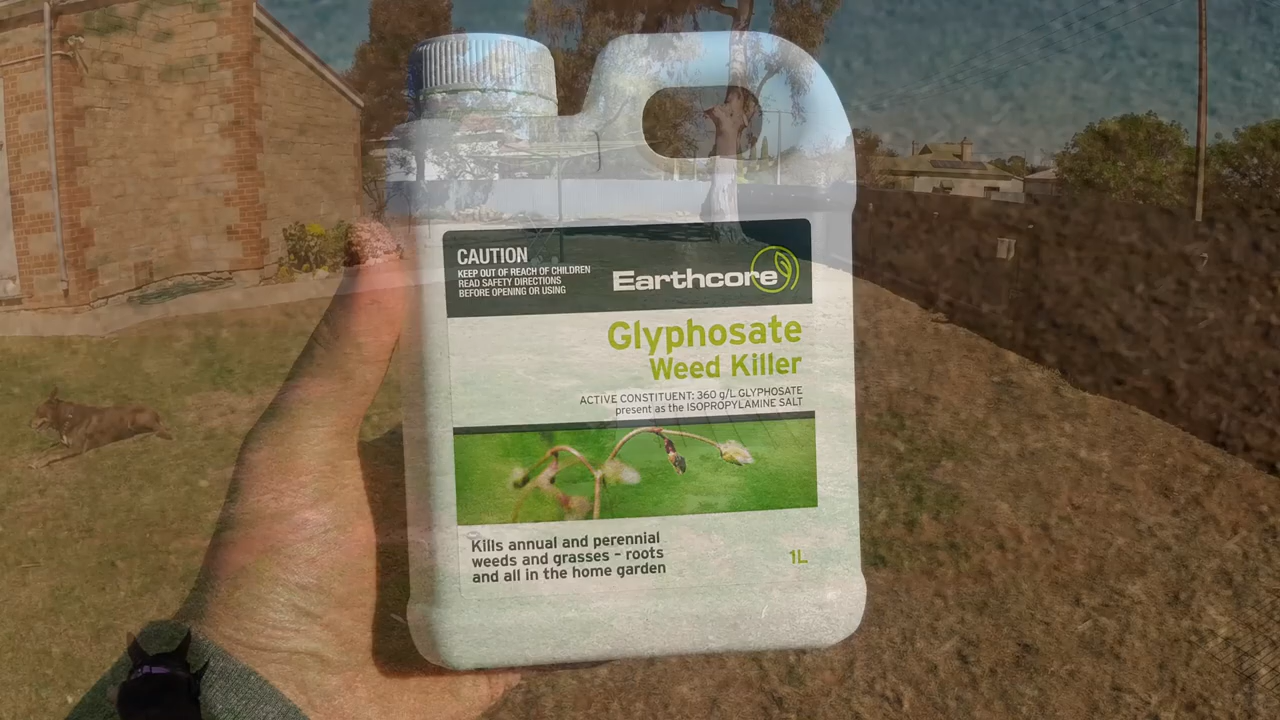 CAUTION
KEEP OUT OF REACH OF CHILDREN
READ SAFETY DIRECTIONS
BEFORE OPENING OR USING
Earthcore
Glyphosate
Weed Killer
ACTIVE CONSTITUENT: 360 g/L GLYPHOSATE
present as the ISOPROPYLAMINE SALT
Kills annual and perennial
weeds and grasses – roots
and all in the home garden
1L